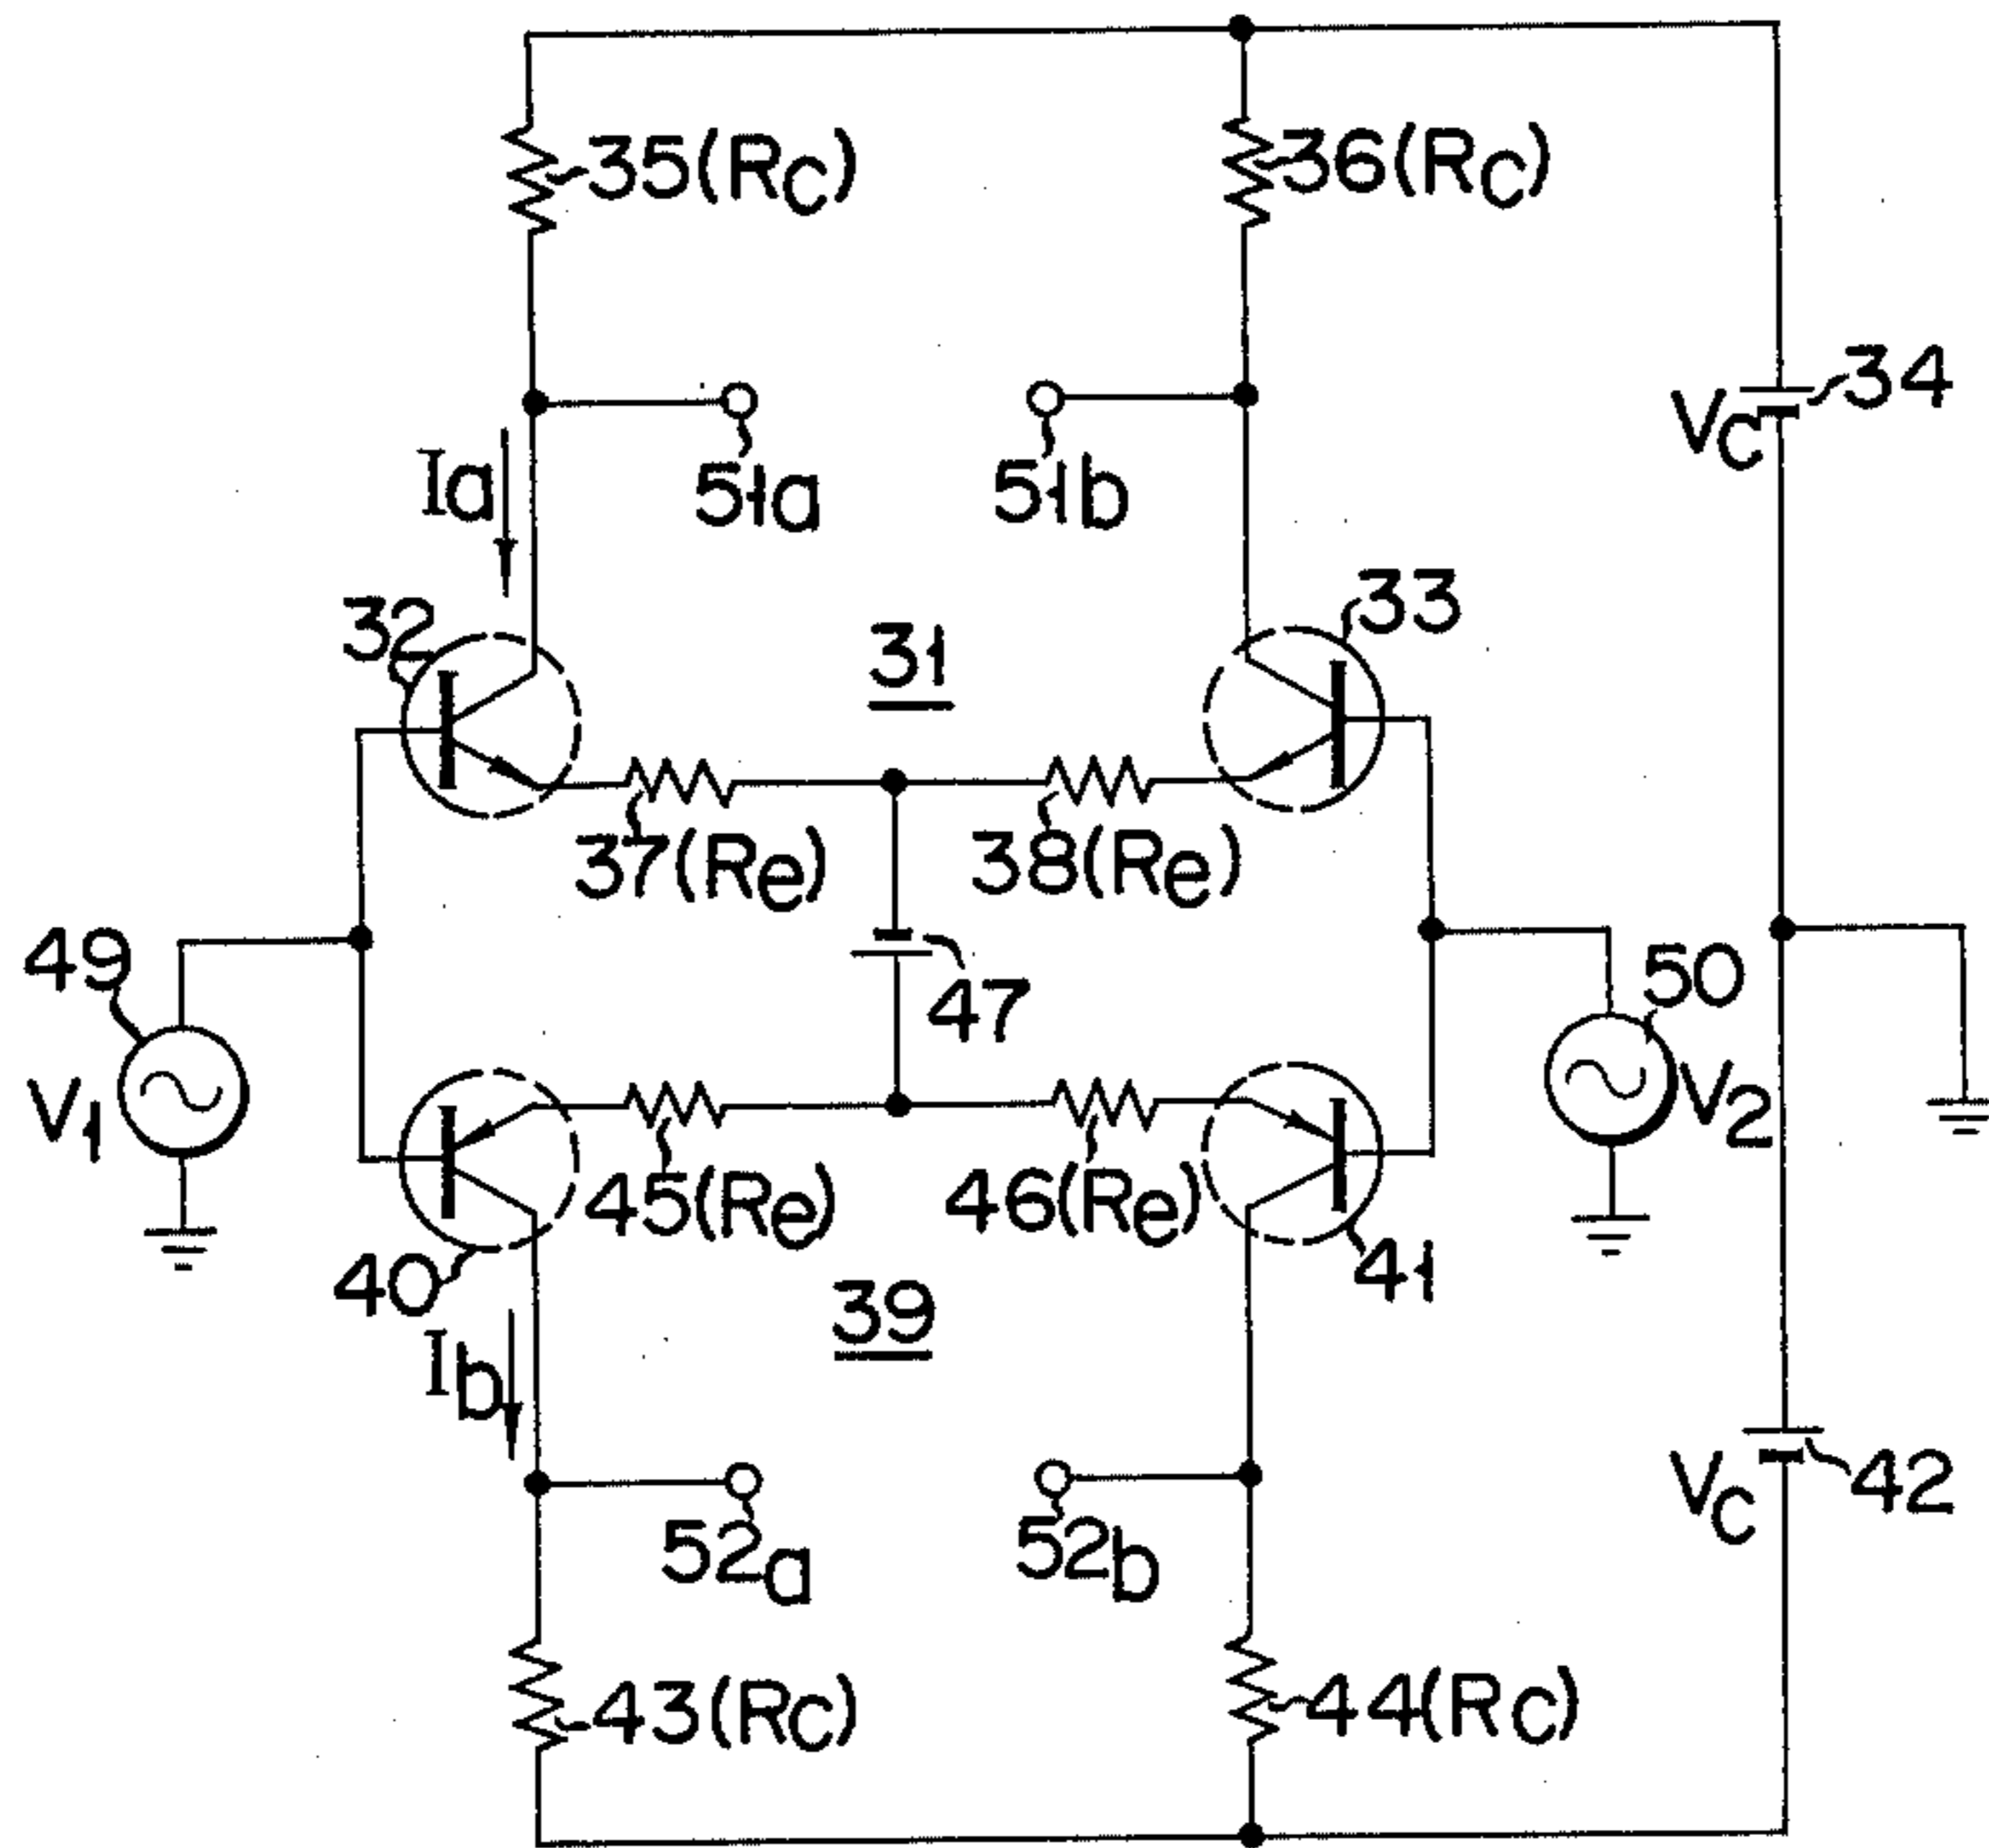 35(Rc)
36(Rc)
34
Vc
Ia
51a
51b
32
31
33
37(Re)
38(Re)
49
47
50
V1
V2
45(Re)
46(Re)
40
41
39
Ib
42
Vc
52a
52b
43(Rc)
44(Rc)